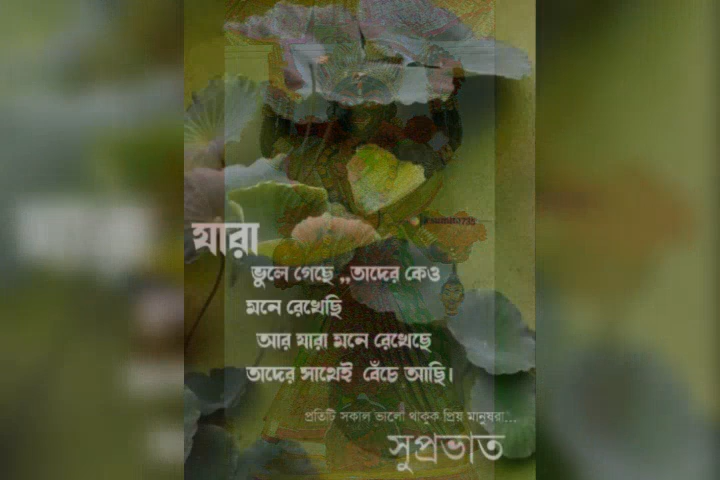 যারা
ভুলে গেছে ,,তাদের কেও
মনে রেখেছি
আর যারা মনে রেখেছে
তাদের সাথেই বেঁচে আছি।
প্রতিটি সকাল ভালো থাকুক প্রিয় মানুষরা...
সুপ্রভাত